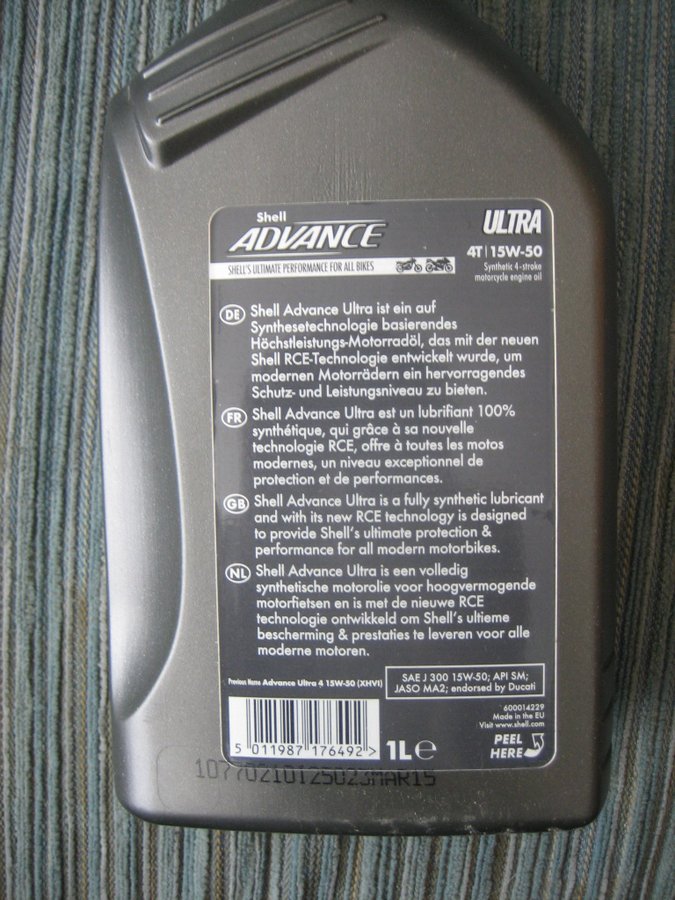 Shell
ADVANCE
SHELL'S ULTIMATE PERFORMANCE FOR ALL BIKES
ULTRA
4T | 15W-50
Synthetic 4-stroke
motorcycle engine oil
DE Shell Advance Ultra ist ein auf
Synthesetechnologie basierendes
Höchstleistungs-Motorradöl, das mit der neuen
Shell RCE-Technologie entwickelt wurde, um
modernen Motorrädern ein hervorragendes
Schutz- und Leistungsniveau zu bieten.
FR Shell Advance Ultra est un lubrifiant 100%
synthétique, qui grâce à sa nouvelle
technologie RCE, offre à toutes les motos
modernes, un niveau exceptionnel de
protection et de performances.
GB Shell Advance Ultra is a fully synthetic lubricant
and with its new RCE technology is designed
to provide Shell's ultimate protection &
performance for all modern motorbikes.
NL Shell Advance Ultra is een volledig
synthetische motorolie voor hoogvermogende
motorfietsen en is met de nieuwe RCE
technologie ontwikkeld om Shell's ultieme
bescherming & prestaties te leveren voor alle
moderne motoren.
Previous Name Advance Ultra 4 15W-50 (XHVI)
SAE J 300 15W-50; API SM;
JASO MA2; endorsed by Ducati
600014229
Made in the EU
Visit www.shell.com
5 011987 176492 >
1L e
PEEL
HERE
10770210125023MAR15